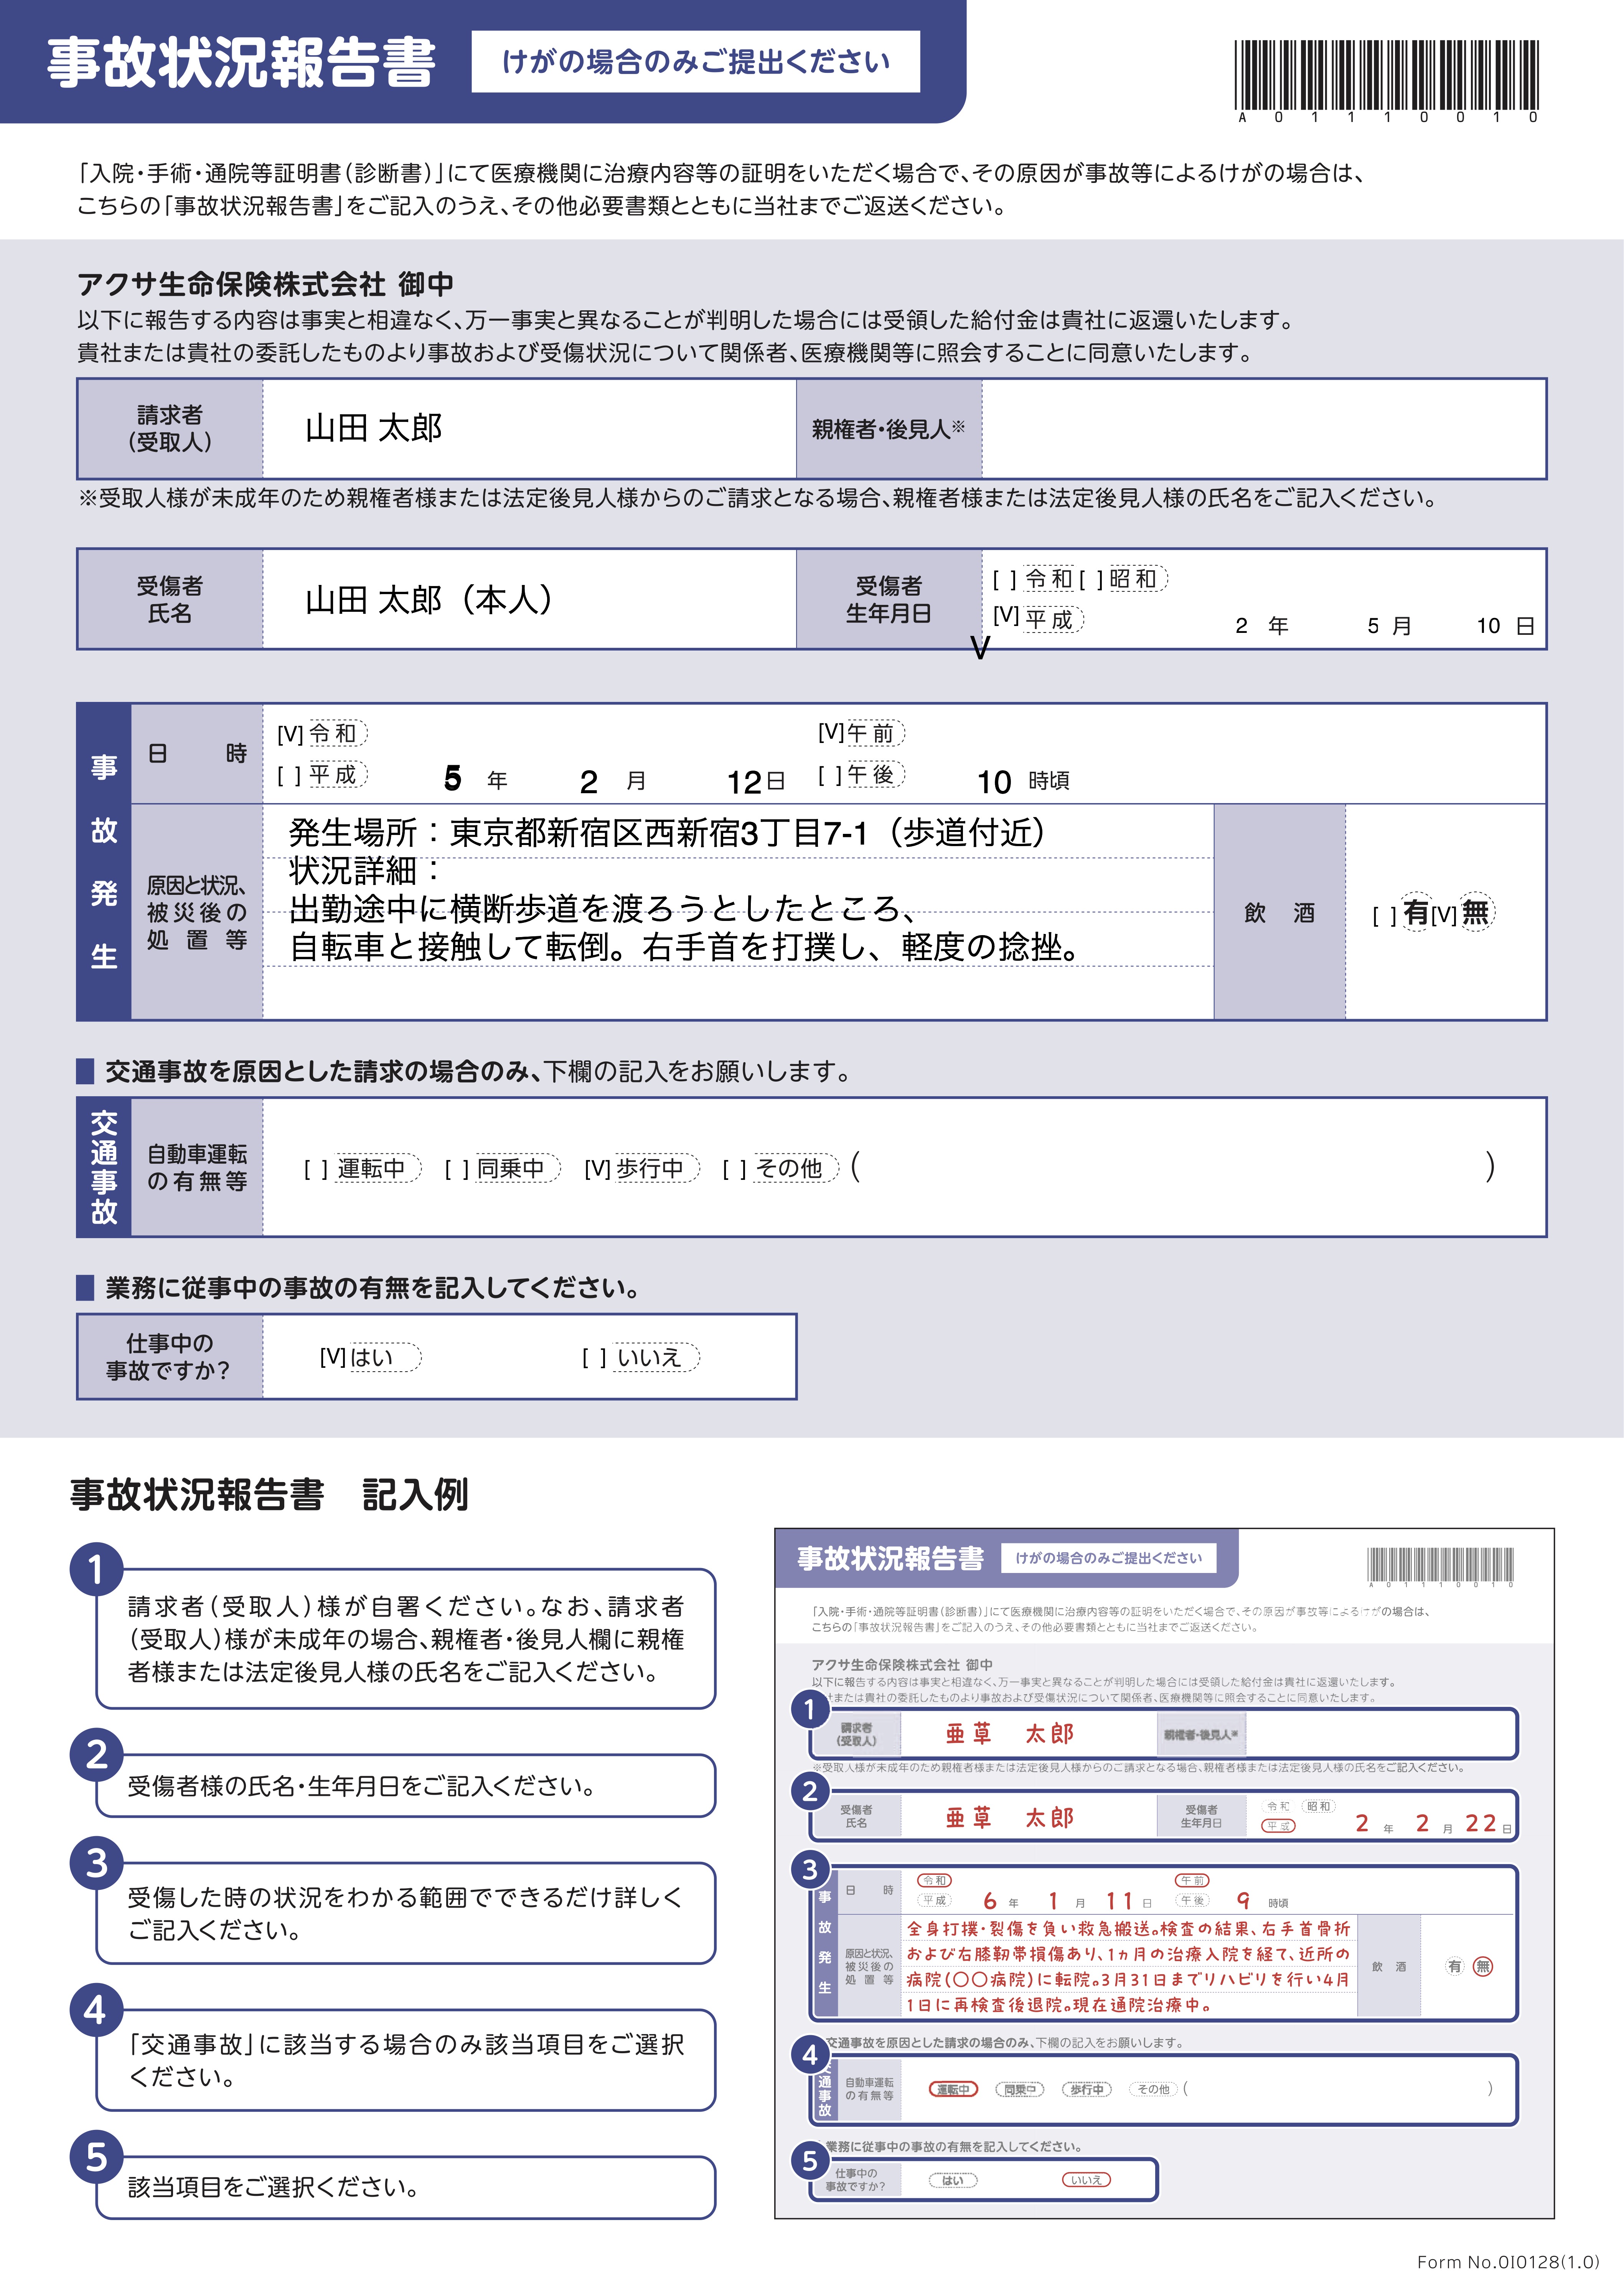 事故状況報告書 けがの場合のみご提出ください
A 0 1 1 1 0 0 1 0
「入院・手術・通院等証明書（診断書）」にて医療機関に治療内容等の証明をいただく場合で、その原因が事故等によるけがの場合は、
こちらの「事故状況報告書」をご記入のうえ、その他必要書類とともに当社までご返送ください。
アクサ生命保険株式会社 御中
以下に報告する内容は事実と相違なく、万一事実と異なることが判明した場合には受領した給付金は貴社に返還いたします。
貴社または貴社の委託したものより事故および受傷状況について関係者、医療機関等に照会することに同意いたします。
請求者
（受取人）
山田 太郎
親権者・後見人※
※受取人様が未成年のため親権者様または法定後見人様からのご請求となる場合、親権者様または法定後見人様の氏名をご記入ください。
受傷者
氏名
山田 太郎（本人）
受傷者
生年月日
[ ] 令和 [ ] 昭和
[V] 平成 2 年 5 月 10 日
V
事故発生
日 時
[V] 令和 [V] 午前
[ ] 平成 5 年 2 月 12 日 [ ] 午後 10 時頃
原因と状況、
被災後の
処置等
発生場所：東京都新宿区西新宿3丁目7-1（歩道付近）
状況詳細：
出勤途中に横断歩道を渡ろうとしたところ、
自転車と接触して転倒。右手首を打撲し、軽度の捻挫。
飲 酒
[ ] 有 [V] 無
■ 交通事故を原因とした請求の場合のみ、下欄の記入をお願いします。
交通事故
自動車運転
の有無等
[ ] 運転中 [ ] 同乗中 [V] 歩行中 [ ] その他 （ ）
■ 業務に従事中の事故の有無を記入してください。
仕事中の
事故ですか？
[V] はい [ ] いいえ
事故状況報告書 記入例
1
請求者（受取人）様が自署ください。なお、請求者
（受取人）様が未成年の場合、親権者・後見人欄に親権
者様または法定後見人様の氏名をご記入ください。
2
受傷者様の氏名・生年月日をご記入ください。
3
受傷した時の状況をわかる範囲でできるだけ詳しく
ご記入ください。
4
「交通事故」に該当する場合のみ該当項目をご選択
ください。
5
該当項目をご選択ください。
事故状況報告書 けがの場合のみご提出ください
A 0 1 1 1 0 0 1 0
「入院・手術・通院等証明書（診断書）」にて医療機関に治療内容等の証明をいただく場合で、その原因が事故等によるけがの場合は、
こちらの「事故状況報告書」をご記入のうえ、その他必要書類とともに当社までご返送ください。
アクサ生命保険株式会社 御中
以下に報告する内容は事実と相違なく、万一事実と異なることが判明した場合には受領した給付金は貴社に返還いたします。
社または貴社の委託したものより事故および受傷状況について関係者、医療機関等に照会することに同意いたします。
1
請求者
（受取人）
亜草 太郎
親権者・後見人※
※受取人様が未成年のため親権者様または法定後見人様からのご請求となる場合、親権者様または法定後見人様の氏名をご記入ください。
2
受傷者
氏名
亜草 太郎
受傷者
生年月日
令和 昭和
平成 2 年 2 月 22 日
3
事故発生
日 時
令和 午前
平成 6 年 1 月 11 日 午後 9 時頃
原因と状況、
被災後の
処置等
全身打撲・裂傷を負い救急搬送。検査の結果、右手首骨折
および右膝靭帯損傷あり、1ヵ月の治療入院を経て、近所の
病院（〇〇病院）に転院。3月31日までリハビリを行い4月
1日に再検査後退院。現在通院治療中。
飲 酒
有 無
4
交通事故を原因とした請求の場合のみ、下欄の記入をお願いします。
交通事故
自動車運転
の有無等
運転中 同乗中 歩行中 その他 （ ）
5
業務に従事中の事故の有無を記入してください。
仕事中の
事故ですか？
はい いいえ
Form No.0I0128(1.0)